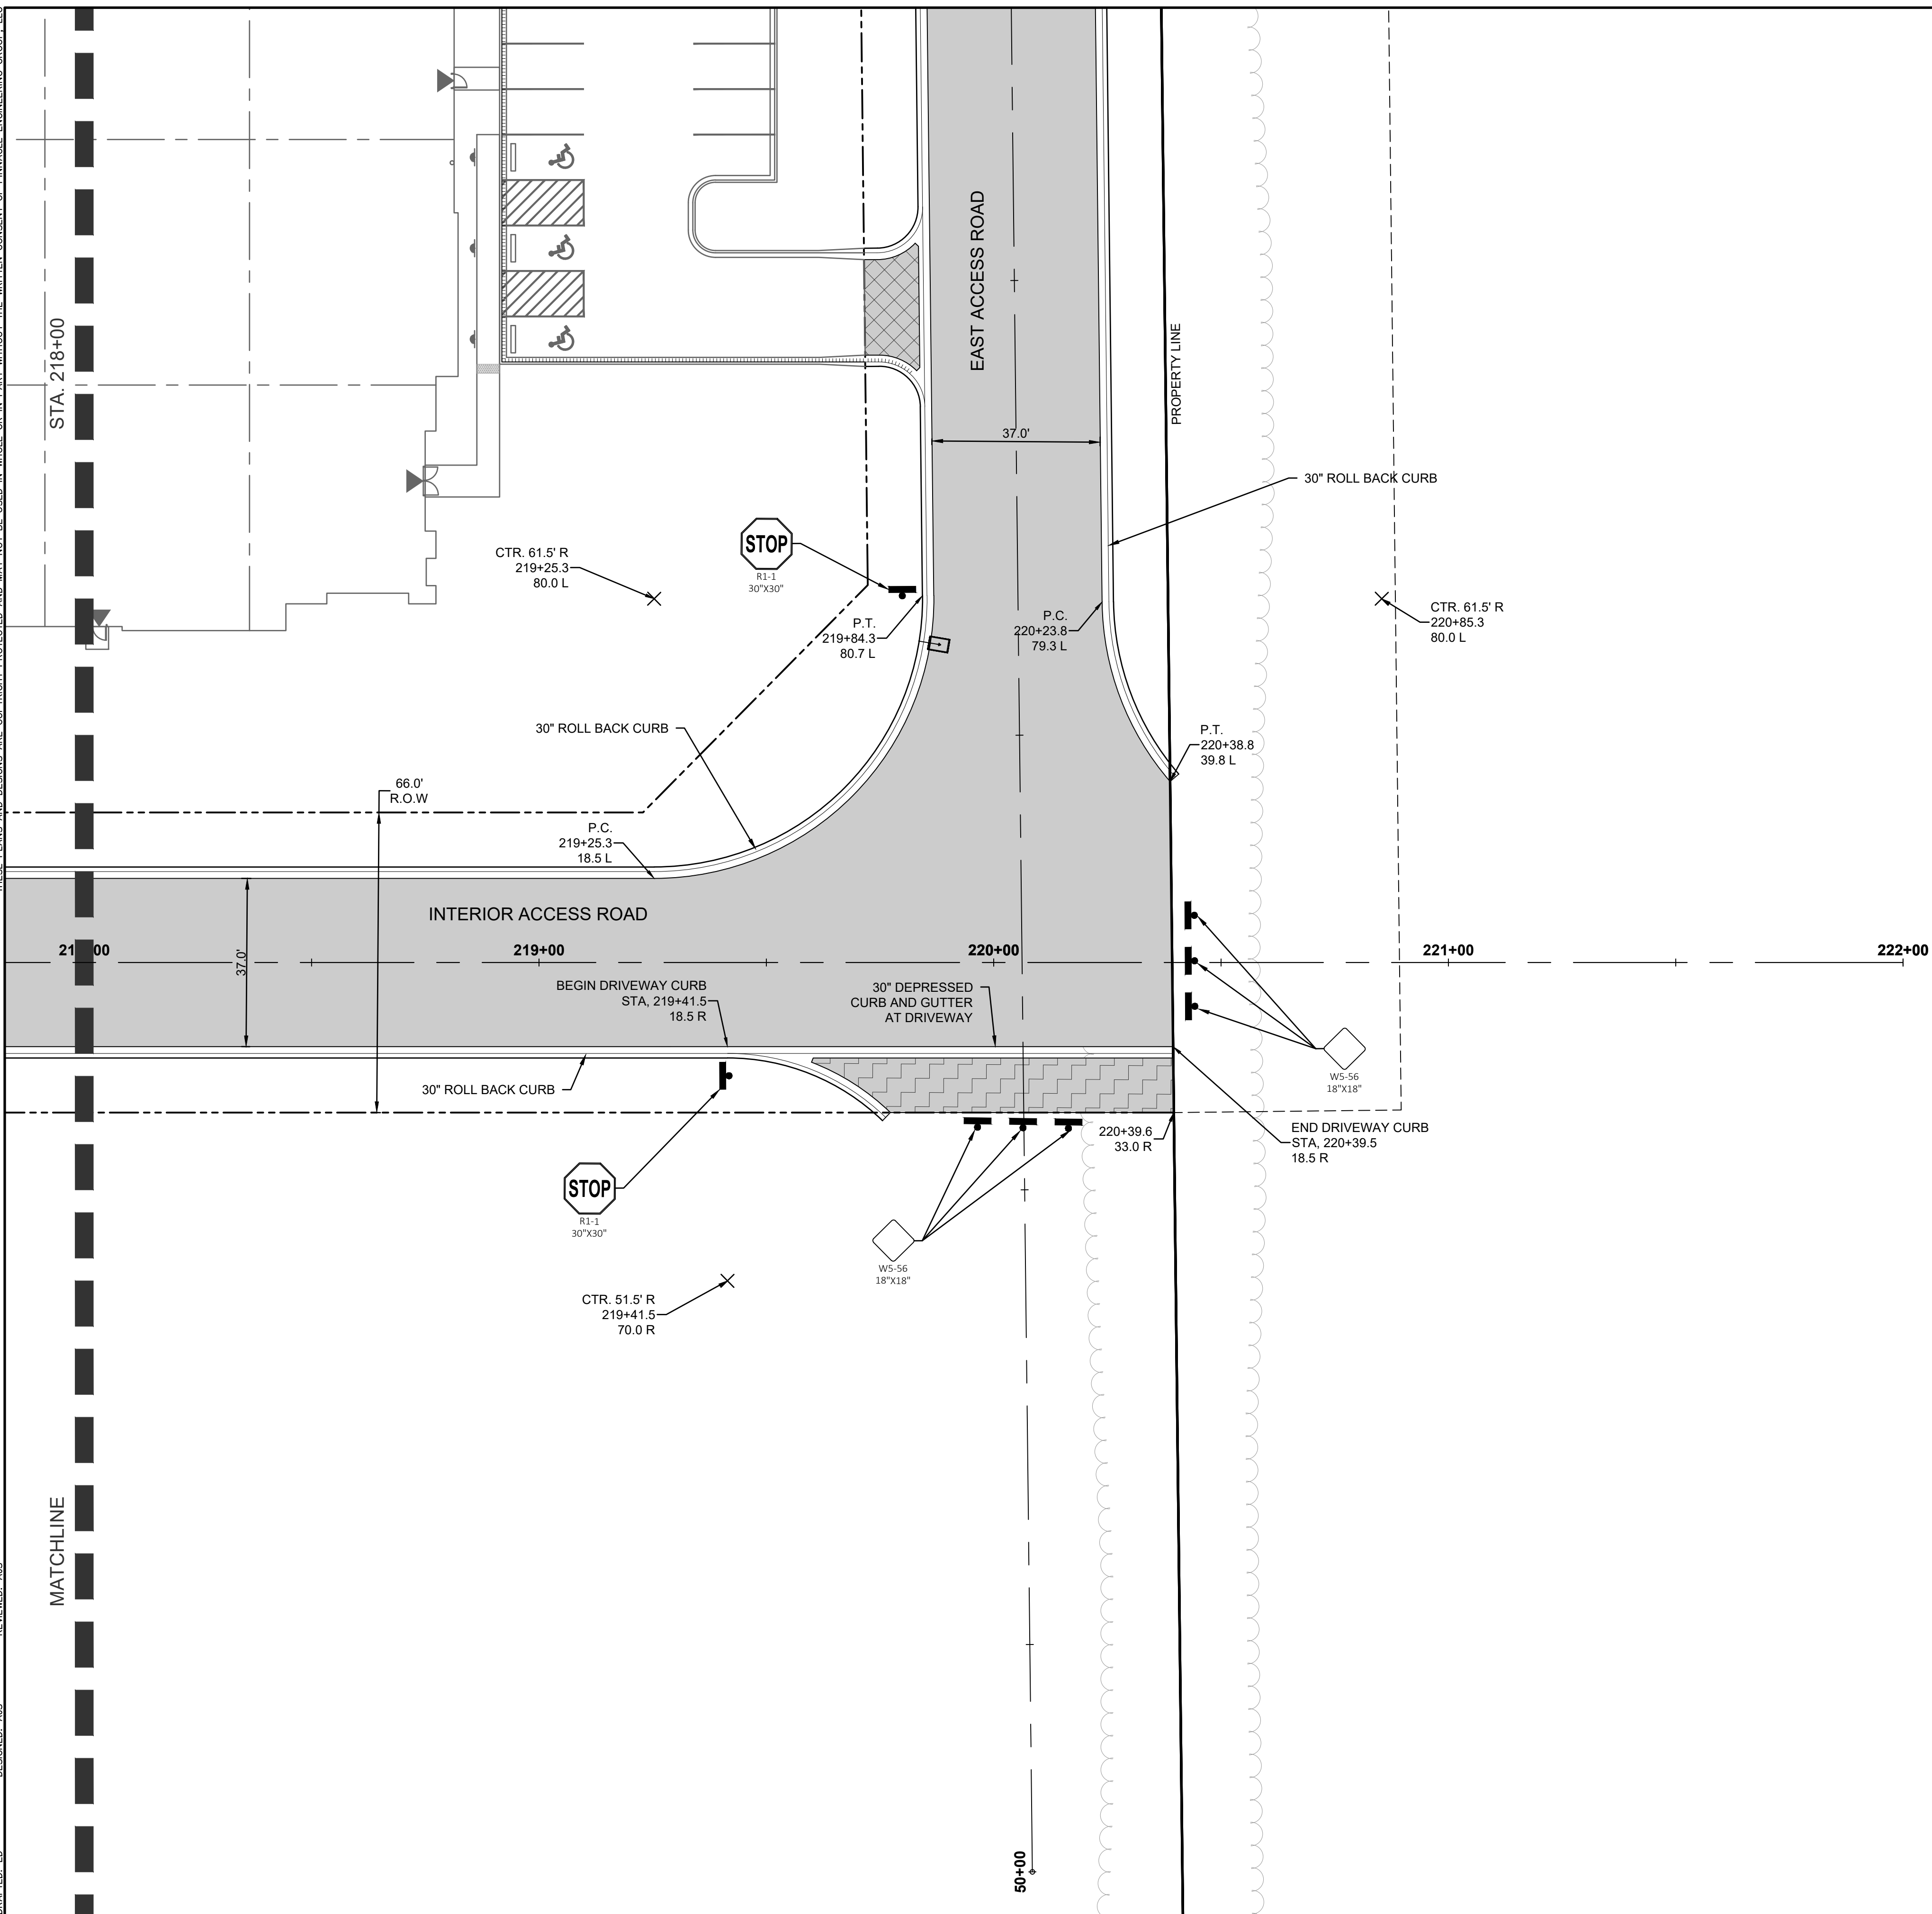 STA. 218+00
EAST ACCESS ROAD
PROPERTY LINE
37.0'
30" ROLL BACK CURB
STOP
R1-1
30"X30"
CTR. 61.5' R
219+25.3
80.0 L
P.T.
219+84.3
80.7 L
P.C.
220+23.8
79.3 L
CTR. 61.5' R
220+85.3
80.0 L
30" ROLL BACK CURB
P.T.
220+38.8
39.8 L
66.0'
R.O.W
P.C.
219+25.3
18.5 L
INTERIOR ACCESS ROAD
219+00
220+00
221+00
222+00
37.0'
BEGIN DRIVEWAY CURB
STA, 219+41.5
18.5 R
30" DEPRESSED
CURB AND GUTTER
AT DRIVEWAY
W5-56
18"X18"
30" ROLL BACK CURB
220+39.6
33.0 R
END DRIVEWAY CURB
STA, 220+39.5
18.5 R
STOP
R1-1
30"X30"
W5-56
18"X18"
CTR. 51.5' R
219+41.5
70.0 R
MATCHLINE
50+00